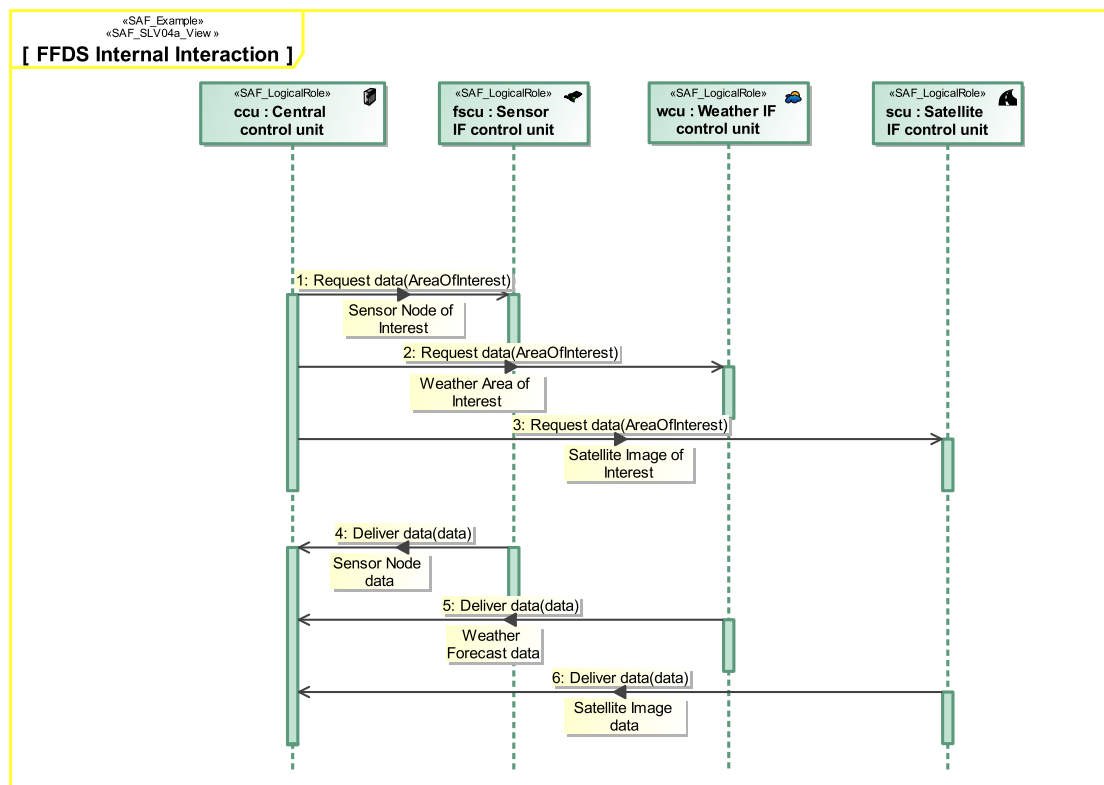 «SAF_Example»
«SAF_SLV04a_View »
[ FFDS Internal Interaction ]
«SAF_LogicalRole»
ccu : Central
control unit
«SAF_LogicalRole»
fscu : Sensor
IF control unit
«SAF_LogicalRole»
wcu : Weather IF
control unit
«SAF_LogicalRole»
scu : Satellite
IF control unit
1: Request data(AreaOfInterest)
Sensor Node of
Interest
2: Request data(AreaOfInterest)
Weather Area of
Interest
3: Request data(AreaOfInterest)
Satellite Image of
Interest
4: Deliver data(data)
Sensor Node
data
5: Deliver data(data)
Weather
Forecast data
6: Deliver data(data)
Satellite Image
data